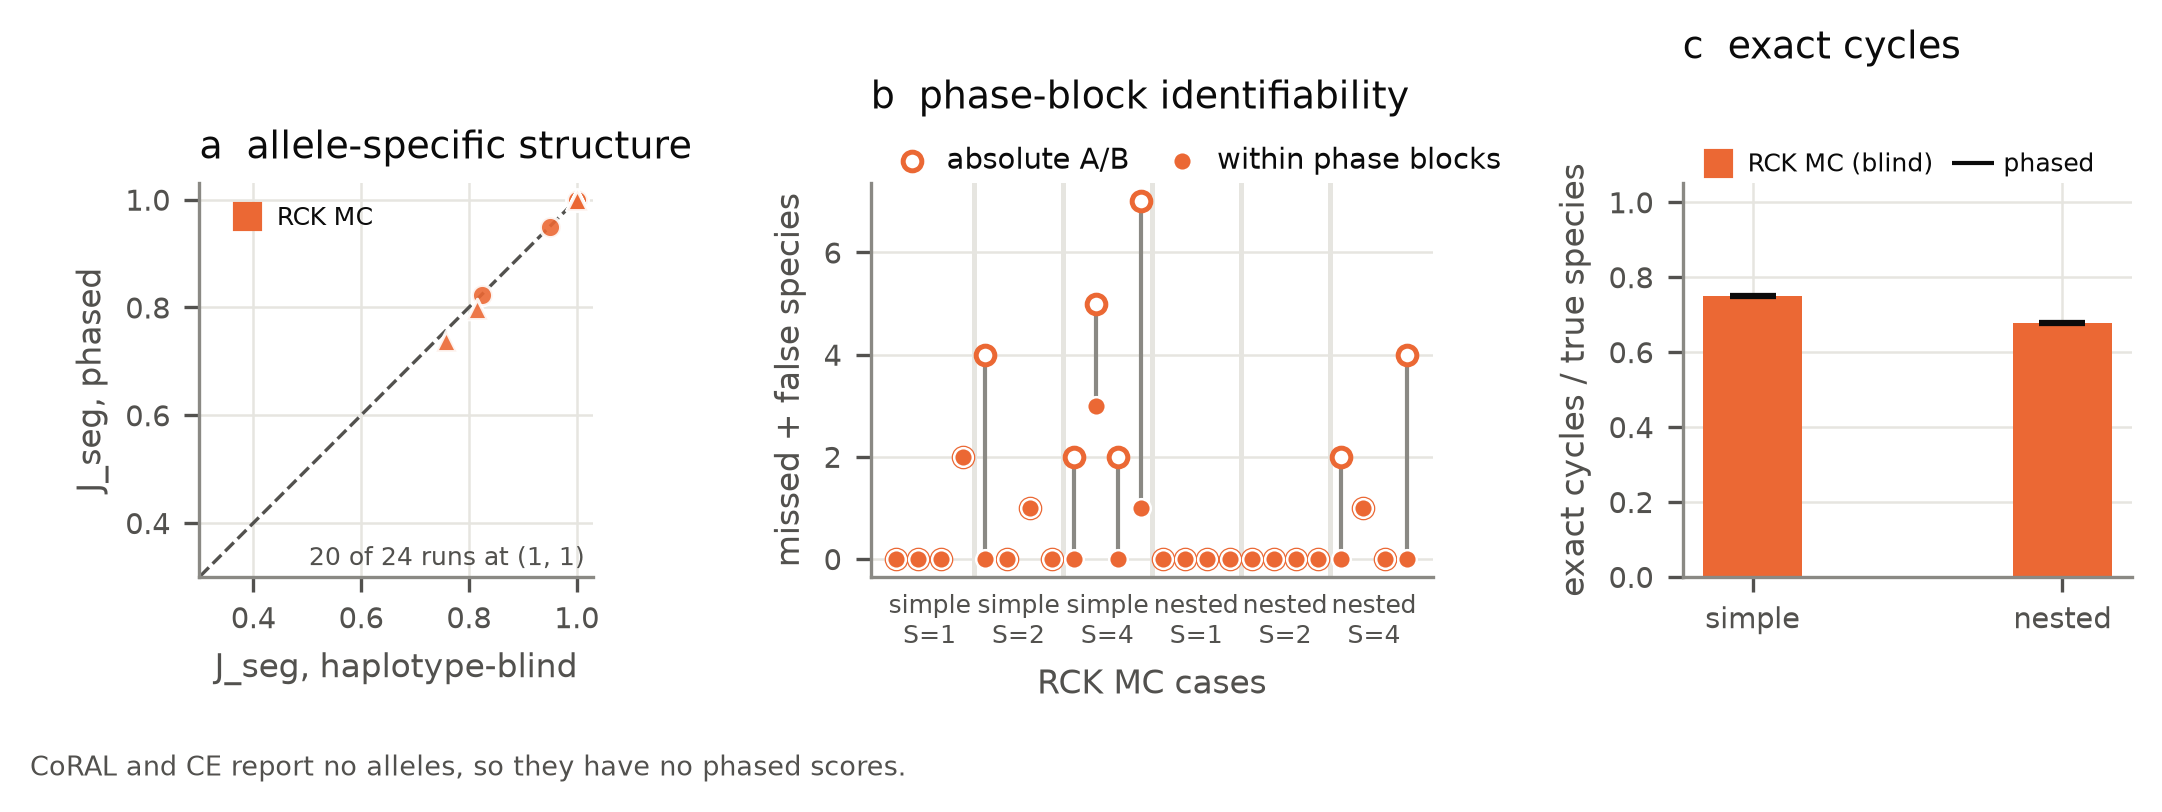 a  allele-specific structure
RCK MC
20 of 24 runs at (1, 1)
J_seg, phased
1.0
0.8
0.6
0.4
0.4 0.6 0.8 1.0
J_seg, haplotype-blind
b  phase-block identifiability
absolute A/B within phase blocks
missed + false species
6
4
2
0
simple simple simple nested nested nested
S=1 S=2 S=4 S=1 S=2 S=4
RCK MC cases
c  exact cycles
RCK MC (blind) phased
exact cycles / true species
1.0
0.8
0.6
0.4
0.2
0.0
simple nested
CoRAL and CE report no alleles, so they have no phased scores.